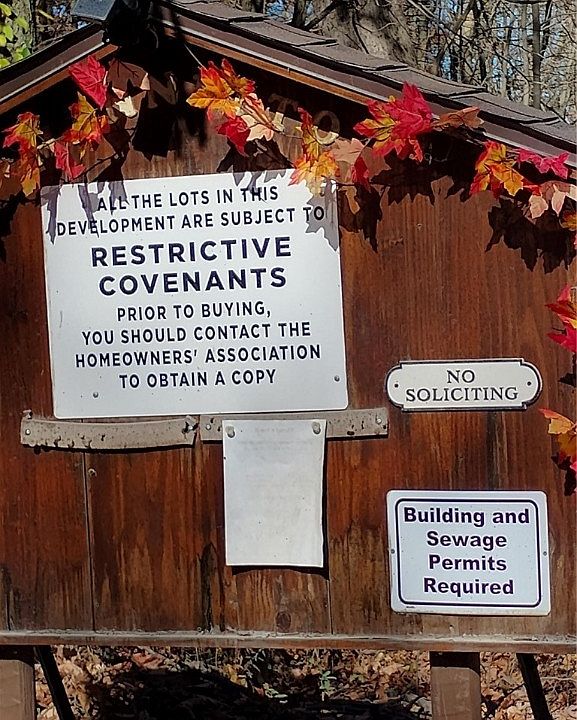 TO
ALL THE LOTS IN THIS
DEVELOPMENT ARE SUBJECT TO
RESTRICTIVE
COVENANTS
PRIOR TO BUYING,
YOU SHOULD CONTACT THE
HOMEOWNERS' ASSOCIATION
TO OBTAIN A COPY
NO
SOLICITING
Building and
Sewage
Permits
Required